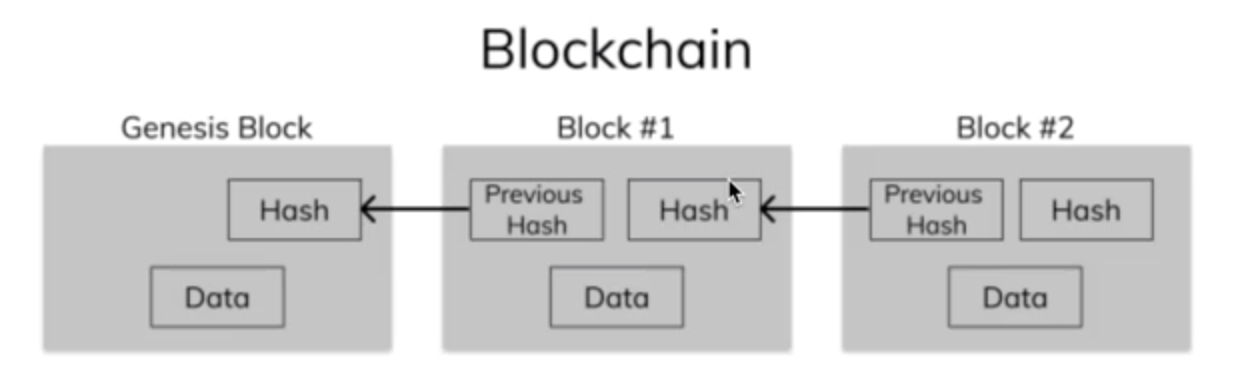 Blockchain
Genesis Block
Hash
Data
Block #1
Previous
Hash
Hash
Data
Block #2
Previous
Hash
Hash
Data